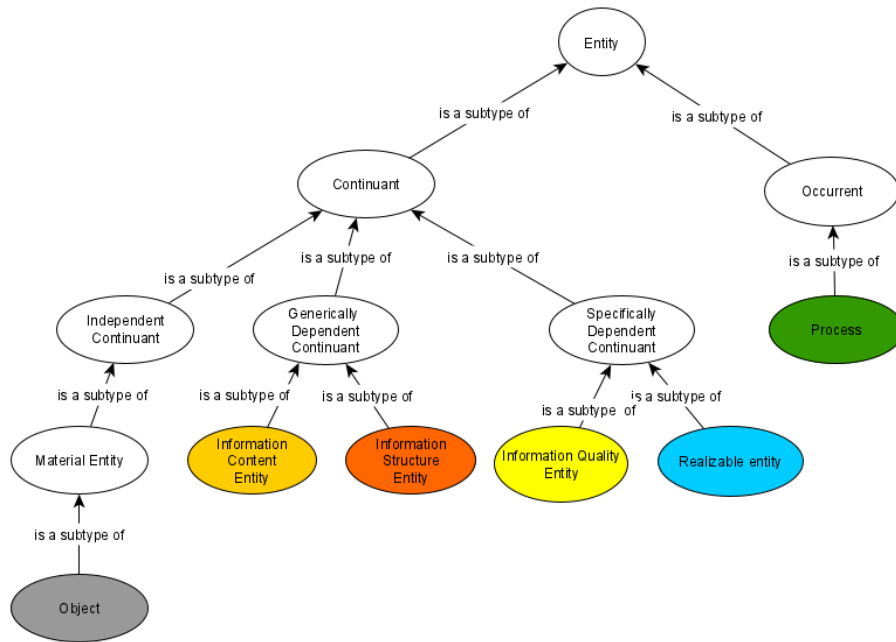 Entity
is a subtype of
is a subtype of
Continuant
Occurrent
is a subtype of
is a subtype of
is a subtype of
is a subtype of
Independent
Continuant
Generically
Dependent
Continuant
Specifically
Dependent
Continuant
Process
is a subtype of
is a subtype of
is a subtype of
is a subtype of
is a subtype of
Material Entity
Information
Content
Entity
Information
Structure
Entity
Information Quality
Entity
Realizable entity
is a subtype of
Object